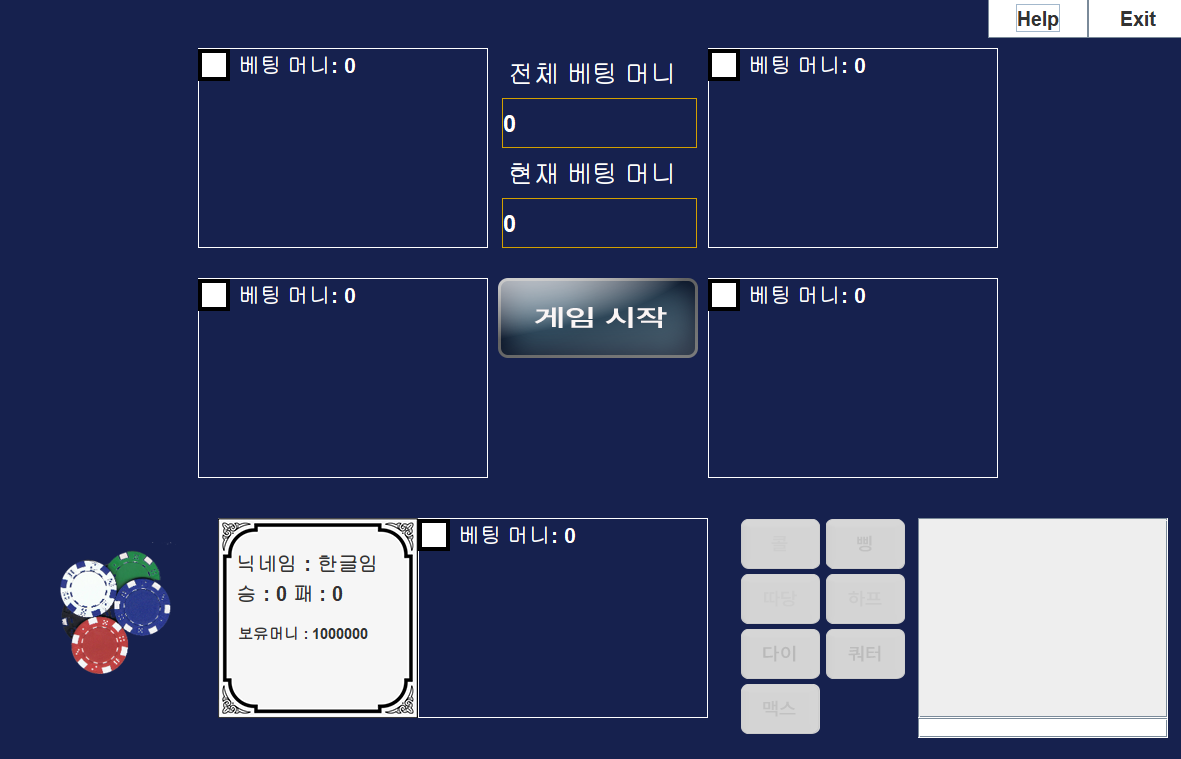 Help
Exit
베팅 머니: 0
전체 베팅 머니
0
베팅 머니: 0
현재 베팅 머니
0
베팅 머니: 0
게임 시작
베팅 머니: 0
닉네임 : 한글임
승 : 0 패 : 0
보유머니 : 1000000
베팅 머니: 0
콜
삥
따당
하프
다이
쿼터
맥스